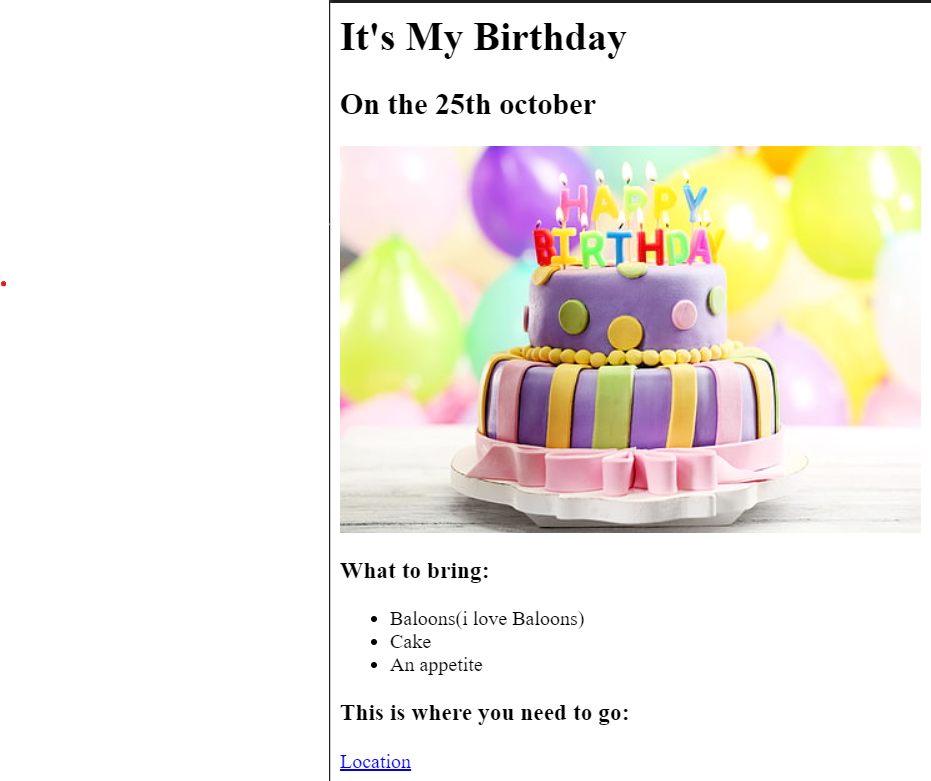 It's My Birthday
On the 25th october
HAPPY
BIRTHDAY
What to bring:
Baloons(i love Baloons)
Cake
An appetite
This is where you need to go:
Location